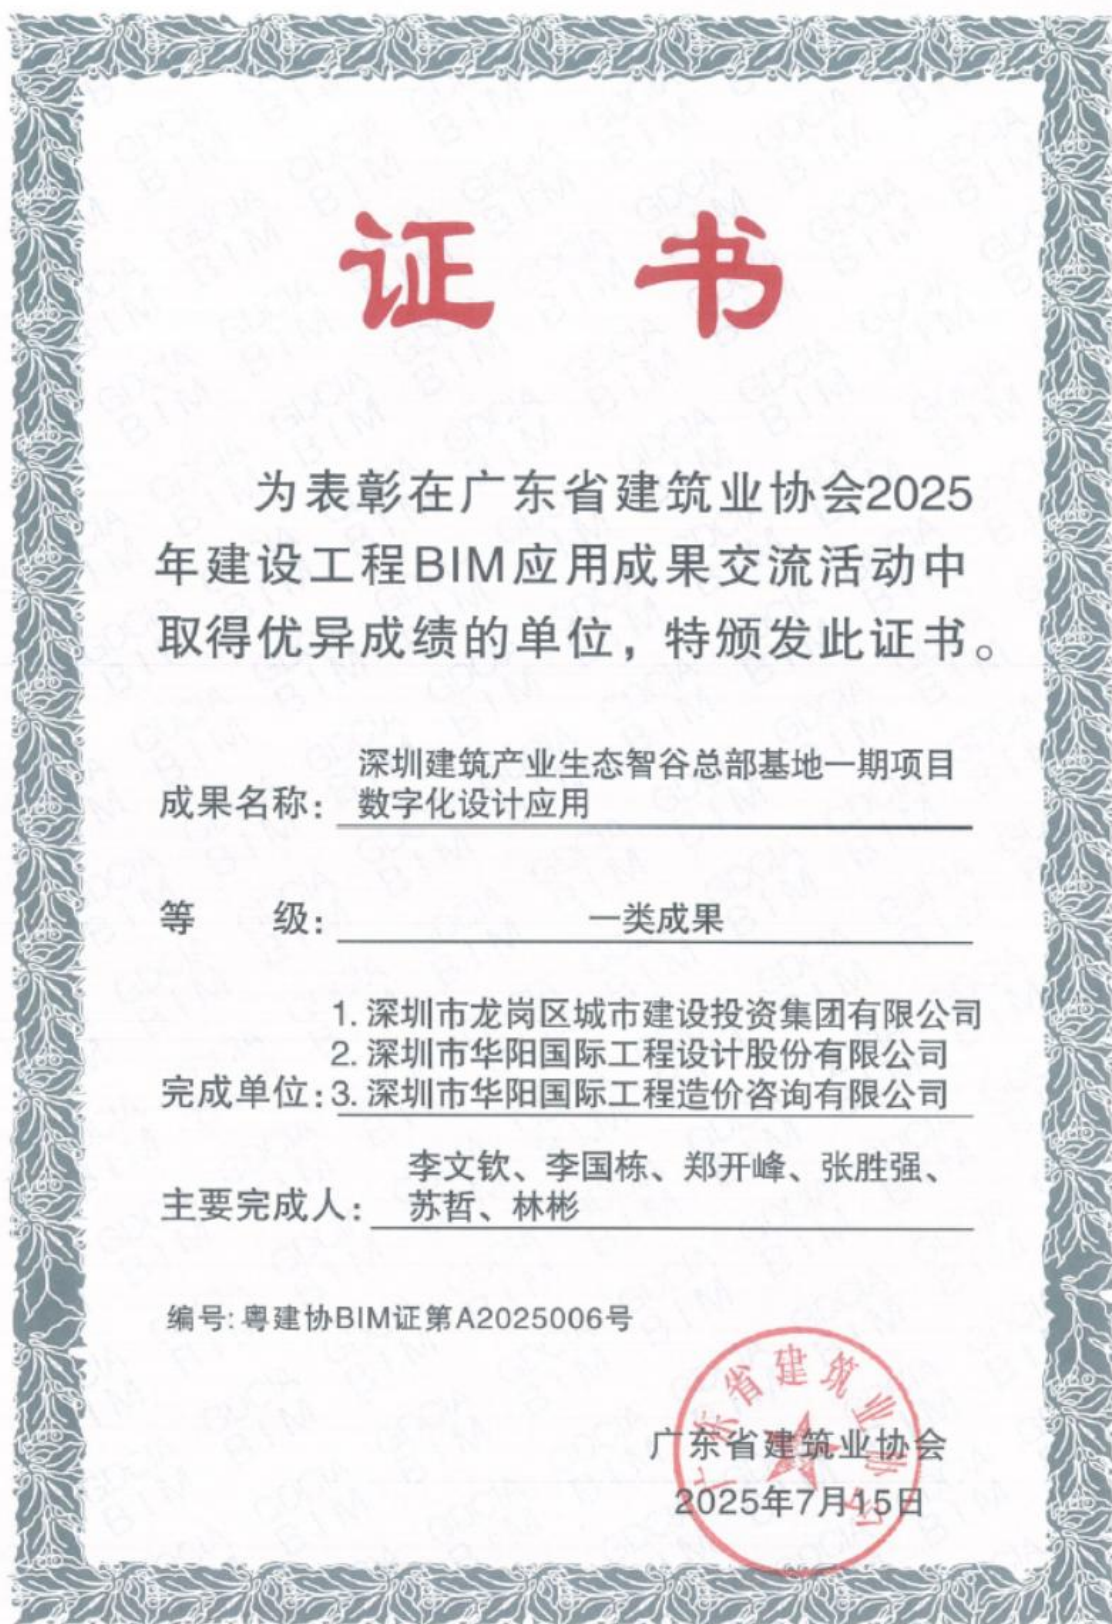 证 书
为表彰在广东省建筑业协会2025
年建设工程BIM应用成果交流活动中
取得优异成绩的单位，特颁发此证书。
成果名称：深圳建筑产业生态智谷总部基地一期项目
数字化设计应用
等 级：一类成果
完成单位：1. 深圳市龙岗区城市建设投资集团有限公司
2. 深圳市华阳国际工程设计股份有限公司
3. 深圳市华阳国际工程造价咨询有限公司
主要完成人：李文钦、李国栋、郑开峰、张胜强、
苏哲、林彬
编号：粤建协BIM证第A2025006号
广东省建筑业协会
广东省建筑业协会
2025年7月15日
GDCIA
BIM